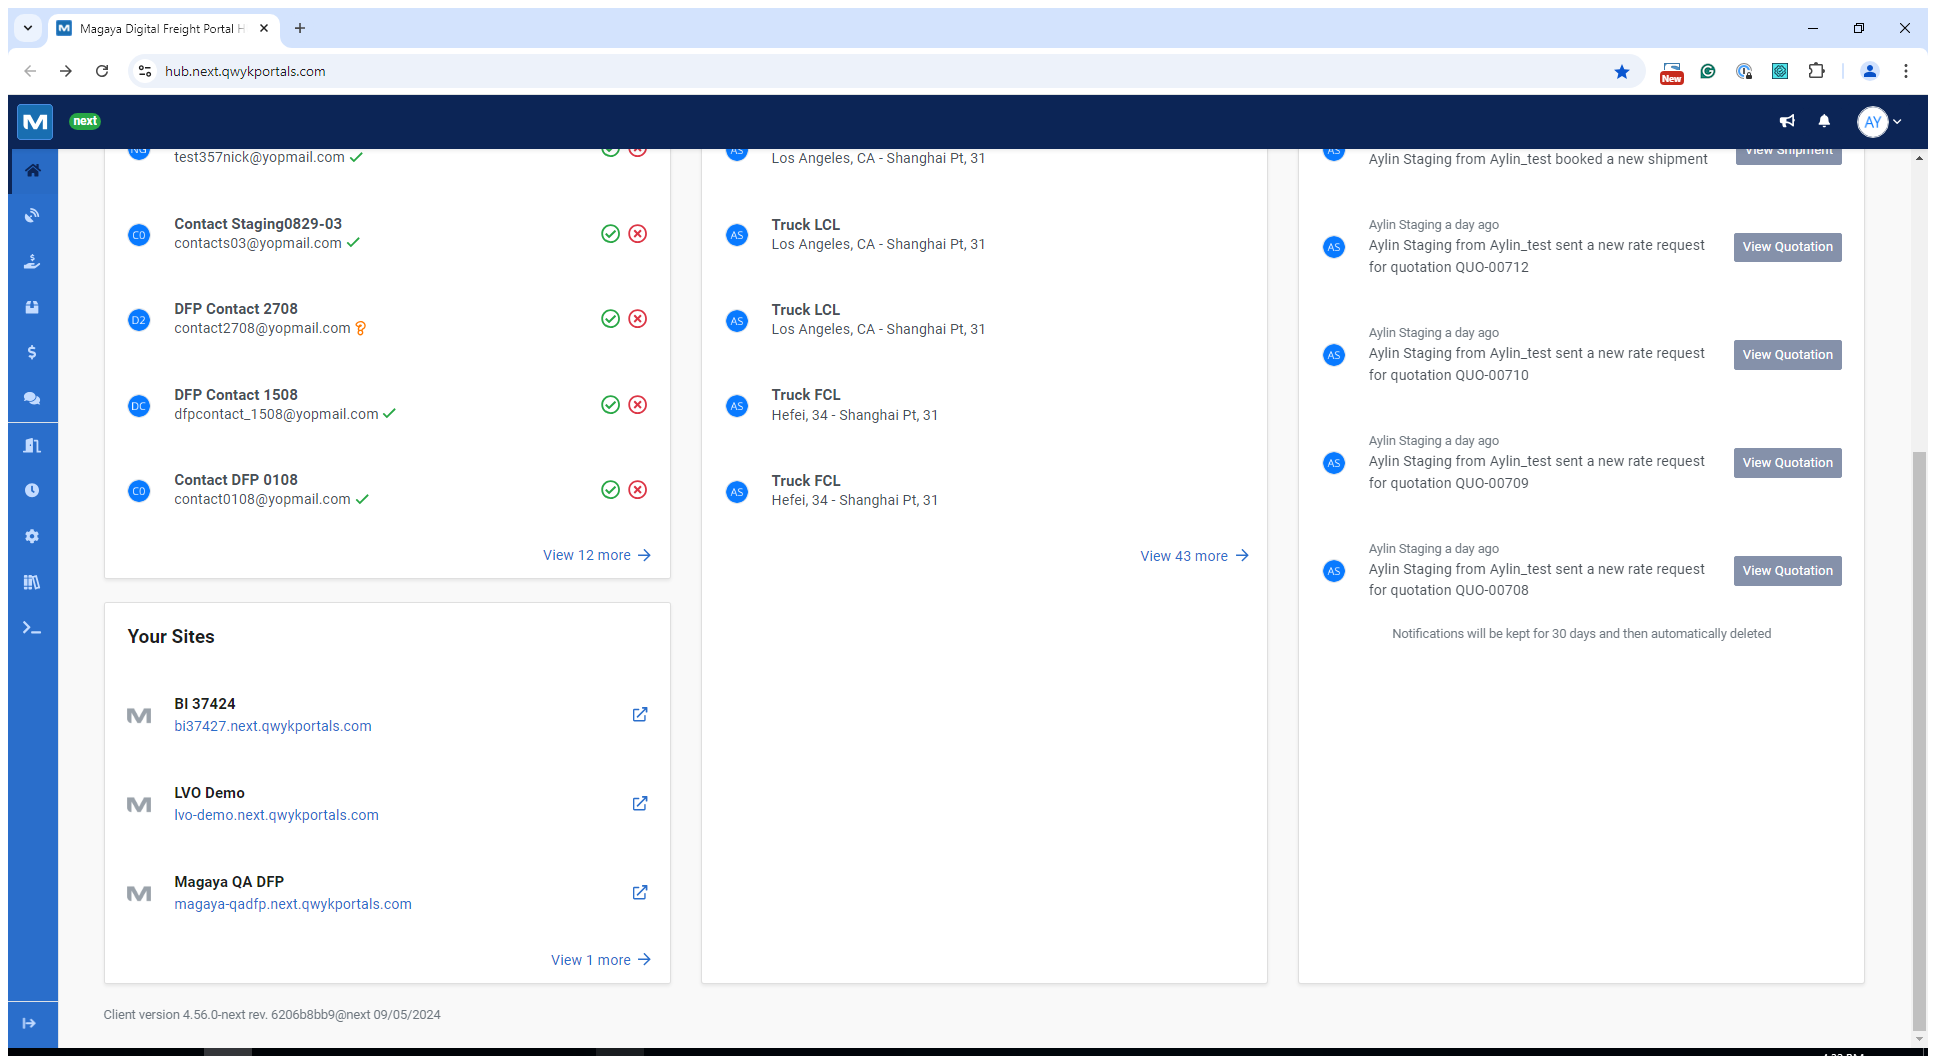 Magaya Digital Freight Portal H
hub.next.qwykportals.com
New
M
next
AY
NG
test357nick@yopmail.com
C0
Contact Staging0829-03
contacts03@yopmail.com
D2
DFP Contact 2708
contact2708@yopmail.com
DC
DFP Contact 1508
dfpcontact_1508@yopmail.com
C0
Contact DFP 0108
contact0108@yopmail.com
View 12 more
Your Sites
BI 37424
bi37427.next.qwykportals.com
LVO Demo
lvo-demo.next.qwykportals.com
Magaya QA DFP
magaya-qadfp.next.qwykportals.com
View 1 more
AS
Los Angeles, CA - Shanghai Pt, 31
AS
Truck LCL
Los Angeles, CA - Shanghai Pt, 31
AS
Truck LCL
Los Angeles, CA - Shanghai Pt, 31
AS
Truck FCL
Hefei, 34 - Shanghai Pt, 31
AS
Truck FCL
Hefei, 34 - Shanghai Pt, 31
View 43 more
AS
Aylin Staging from Aylin_test booked a new shipment
View Shipment
AS
Aylin Staging a day ago
Aylin Staging from Aylin_test sent a new rate request
for quotation QUO-00712
View Quotation
AS
Aylin Staging a day ago
Aylin Staging from Aylin_test sent a new rate request
for quotation QUO-00710
View Quotation
AS
Aylin Staging a day ago
Aylin Staging from Aylin_test sent a new rate request
for quotation QUO-00709
View Quotation
AS
Aylin Staging a day ago
Aylin Staging from Aylin_test sent a new rate request
for quotation QUO-00708
View Quotation
Notifications will be kept for 30 days and then automatically deleted
Client version 4.56.0-next rev. 6206b8bb9@next 09/05/2024